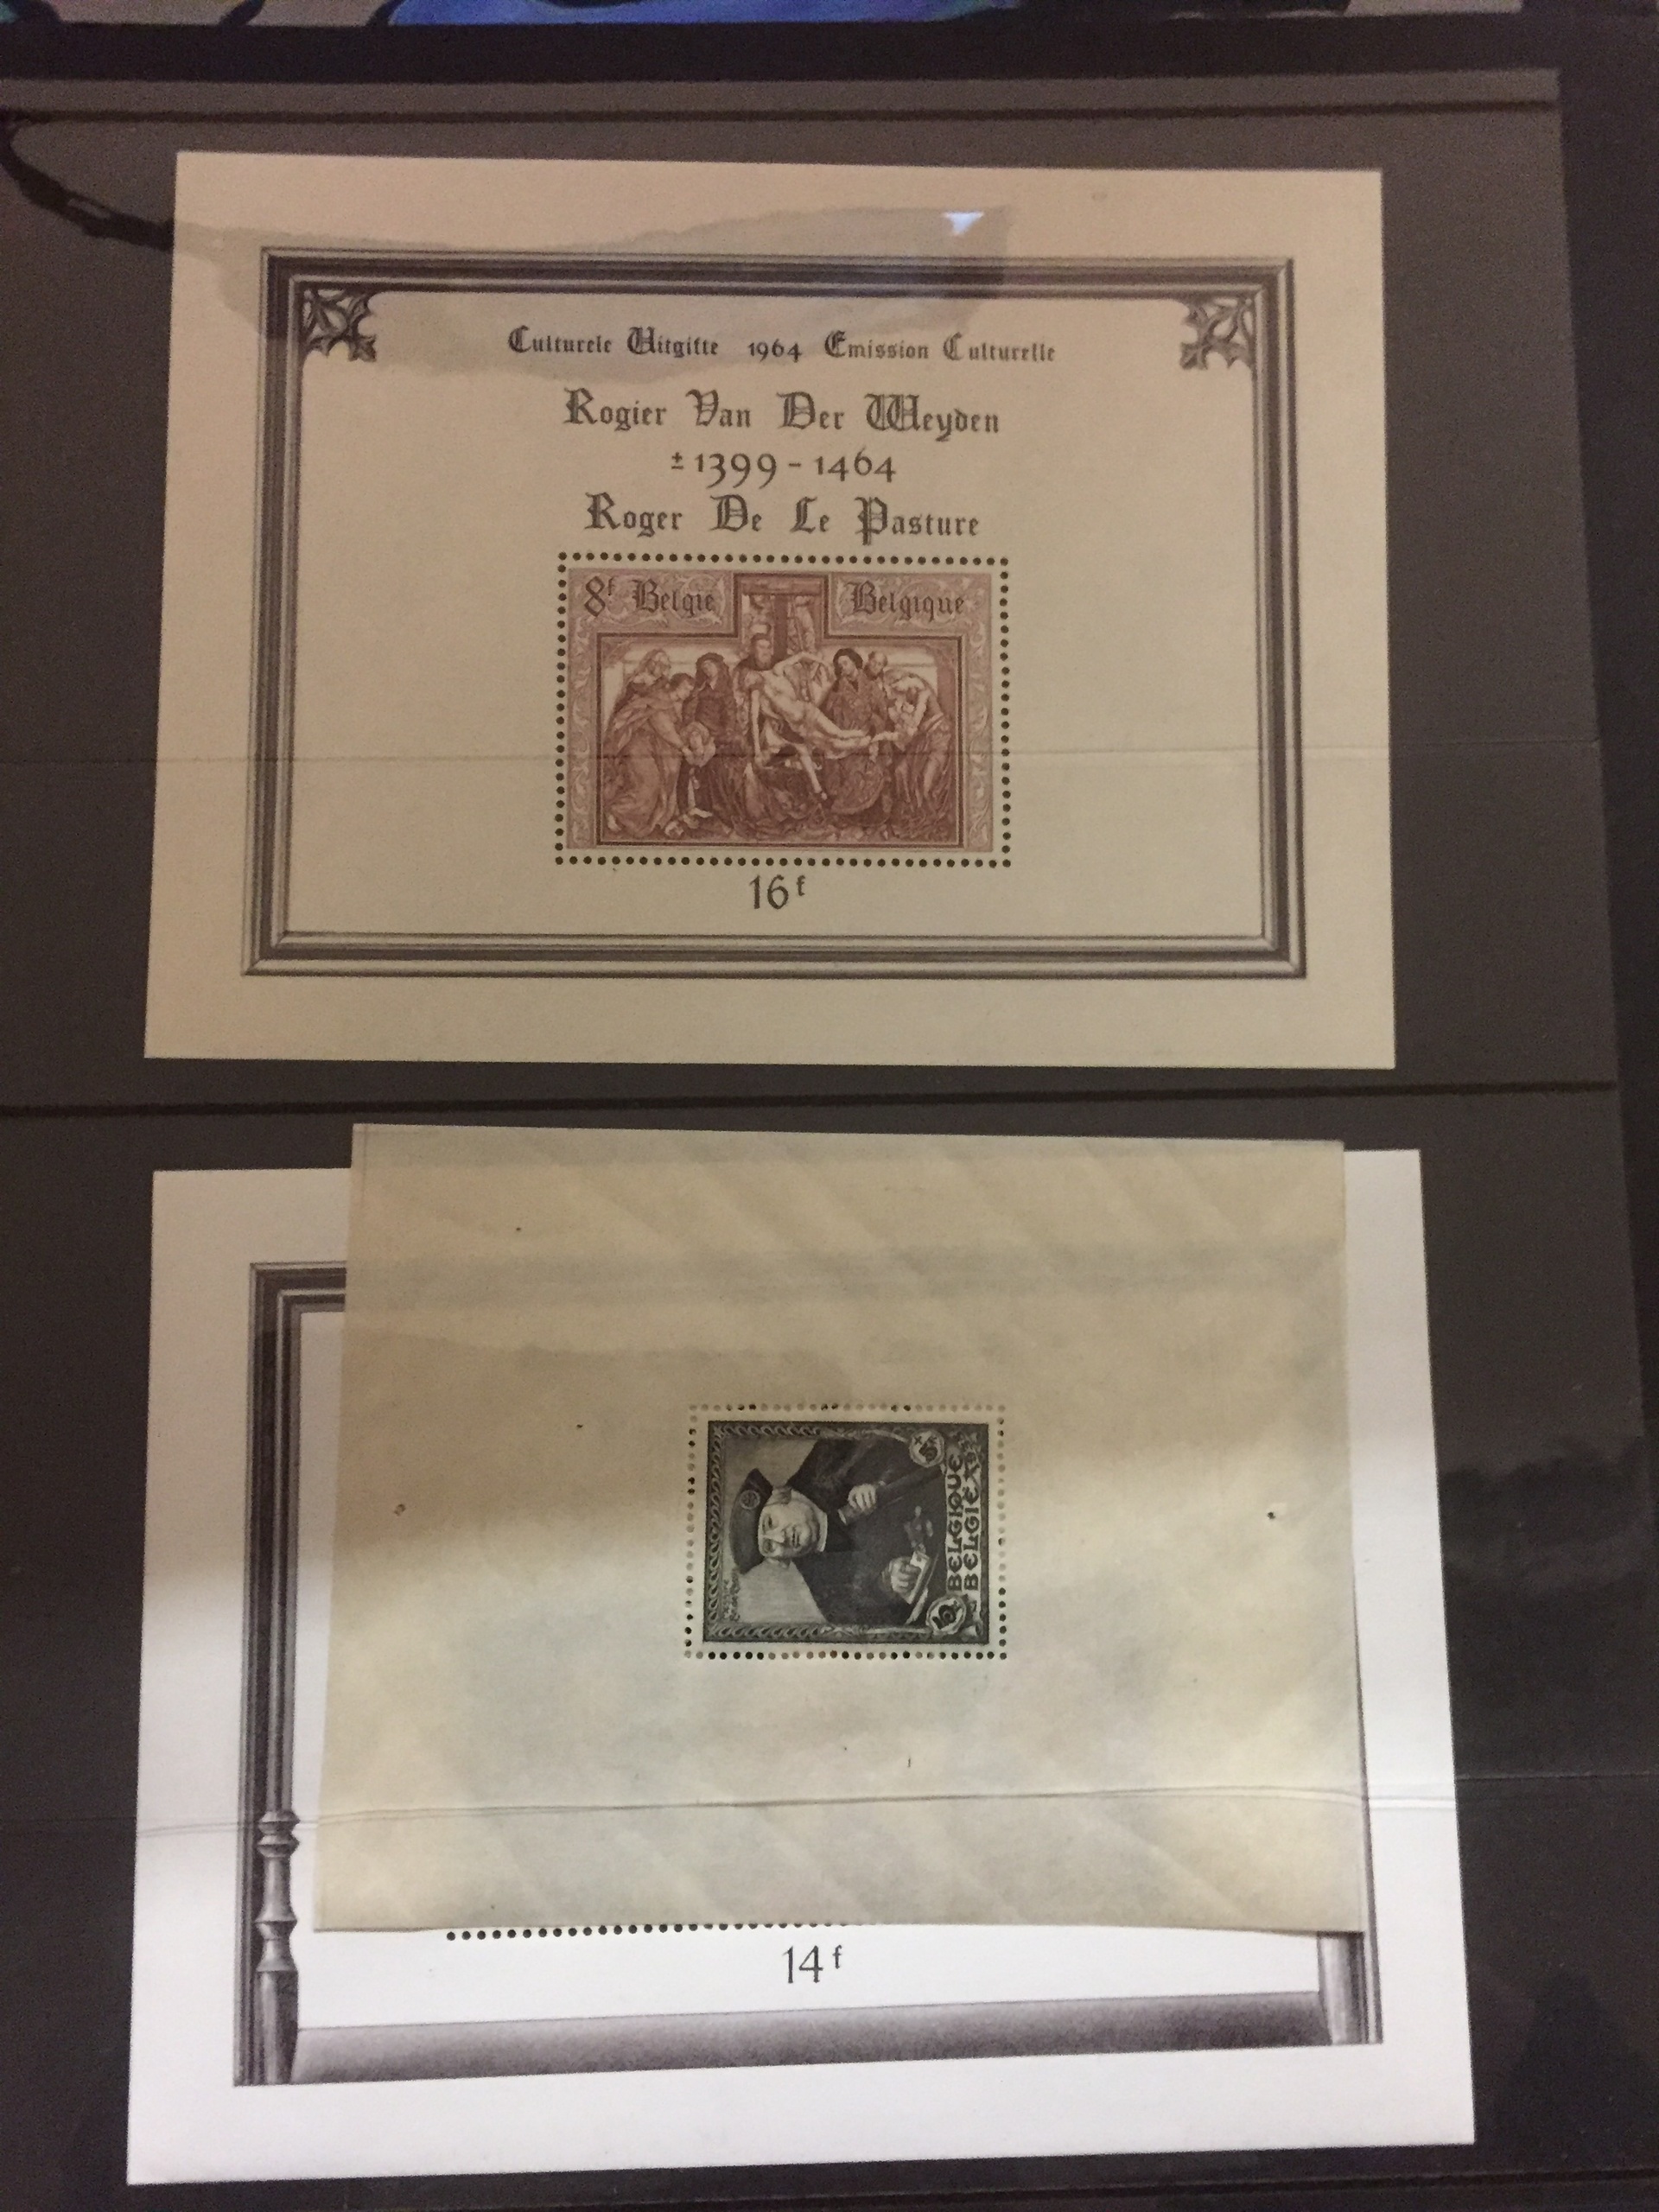 Culturele Uitgifte 1964 Emission Culturelle
Rogier Van Der Weyden
± 1399 - 1464
Roger De Le Pasture
8f België Belgique
16f
BELGIQUE
BELGIË
14f